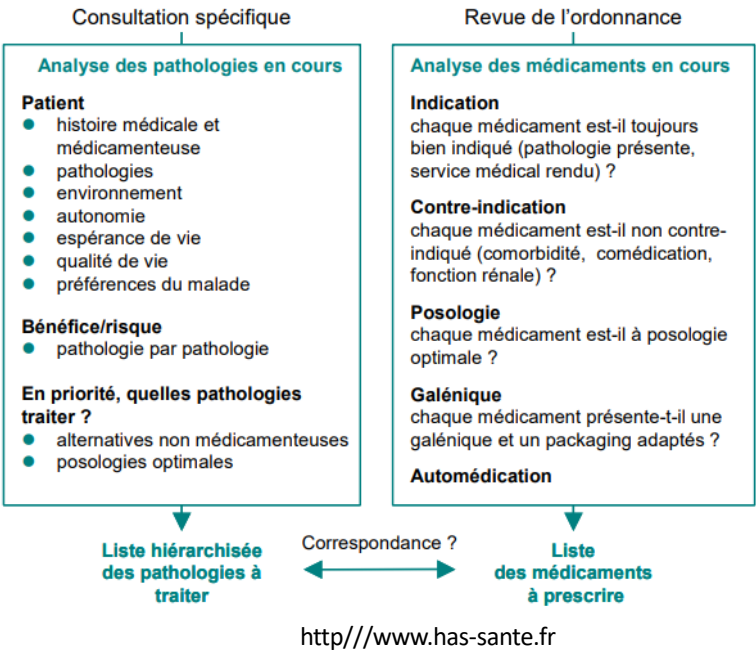 Consultation spécifique
Analyse des pathologies en cours
Patient
histoire médicale et
médicamenteuse
pathologies
environnement
autonomie
espérance de vie
qualité de vie
préférences du malade
Bénéfice/risque
pathologie par pathologie
En priorité, quelles pathologies
traiter ?
alternatives non médicamenteuses
posologies optimales
Liste hiérarchisée
des pathologies à
traiter
Correspondance ?
Revue de l’ordonnance
Analyse des médicaments en cours
Indication
chaque médicament est-il toujours
bien indiqué (pathologie présente,
service médical rendu) ?
Contre-indication
chaque médicament est-il non contre-
indiqué (comorbidité, comédication,
fonction rénale) ?
Posologie
chaque médicament est-il à posologie
optimale ?
Galénique
chaque médicament présente-t-il une
galénique et un packaging adaptés ?
Automédication
Liste
des médicaments
à prescrire
http///www.has-sante.fr